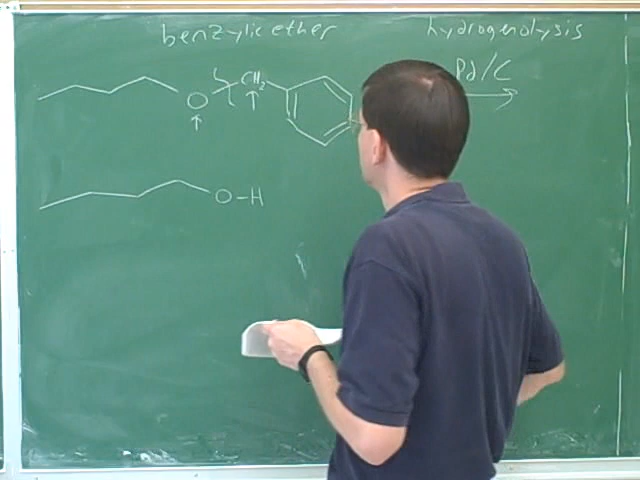 benzylic ether
hydrogenolysis
O
CH2
Pd/C
O-H